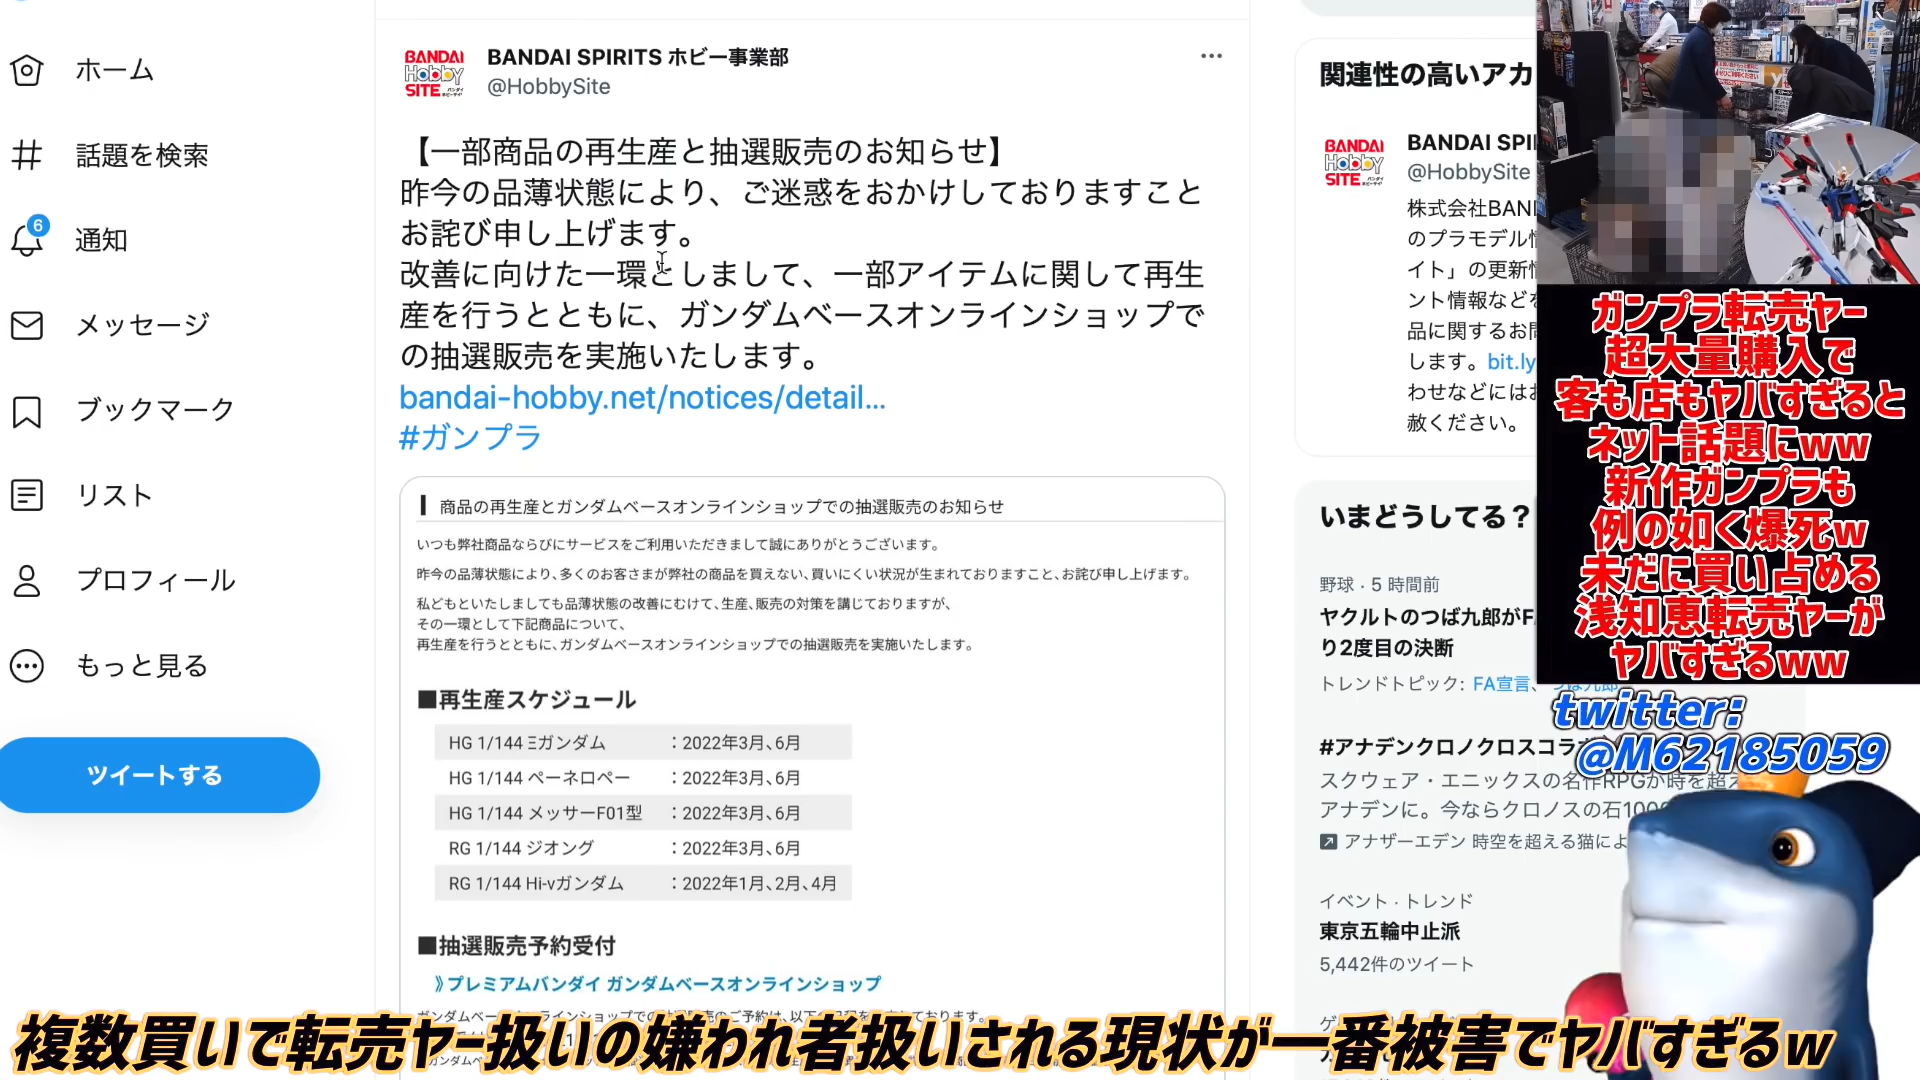 ホーム
話題を検索
6
通知
メッセージ
ブックマーク
リスト
プロフィール
もっと見る
ツイートする
BANDAI
HObbY
SITE
BANDAI SPIRITS ホビー事業部
@HobbySite
【一部商品の再生産と抽選販売のお知らせ】
昨今の品薄状態により、ご迷惑をおかけしておりますこと
お詫び申し上げます。
改善に向けた一環としまして、一部アイテムに関して再生
産を行うとともに、ガンダムベースオンラインショップで
の抽選販売を実施いたします。
bandai-hobby.net/notices/detail...
#ガンプラ
商品の再生産とガンダムベースオンラインショップでの抽選販売のお知らせ
いつも弊社商品ならびにサービスをご利用いただきまして誠にありがとうございます。
昨今の品薄状態により、多くのお客さまが弊社の商品を買えない、買いにくい状況が生まれておりますこと、お詫び申し上げます。
私どもといたしましても品薄状態の改善にむけて、生産、販売の対策を講じておりますが、
その一環として下記商品について、
再生産を行うとともに、ガンダムベースオンラインショップでの抽選販売を実施いたします。
■再生産スケジュール
HG 1/144 Ξガンダム ：2022年3月、6月
HG 1/144 ペーネロペー ：2022年3月、6月
HG 1/144 メッサーF01型 ：2022年3月、6月
RG 1/144 ジオング ：2022年3月、6月
RG 1/144 Hi-νガンダム ：2022年1月、2月、4月
■抽選販売予約受付
》プレミアムバンダイ ガンダムベースオンラインショップ
関連性の高いアカ
BANDAI
HObbY
SITE
BANDAI SPI
@HobbySite
株式会社BAN
のプラモデル情
イト」の更新情
ント情報などを
品に関するお問
します。bit.ly
わせなどにはお
赦ください。
いまどうしてる？
野球 · 5 時間前
ヤクルトのつば九郎がF
り2度目の決断
トレンドトピック: FA宣言、つば九郎
#アナデンクロノクロスコラボ
スクウェア・エニックスの名作RPGが時を超え
アナデンに。今ならクロノスの石100
アナザーエデン 時空を超える猫によ
イベント · トレンド
東京五輪中止派
5,442件のツイート
ガンプラ転売ヤー
超大量購入で
客も店もヤバすぎると
ネット話題にww
新作ガンプラも
例の如く爆死w
未だに買い占める
浅知恵転売ヤーが
ヤバすぎるww
twitter:
@M62185059
複数買いで転売ヤー扱いの嫌われ者扱いされる現状が一番被害でヤバすぎるw